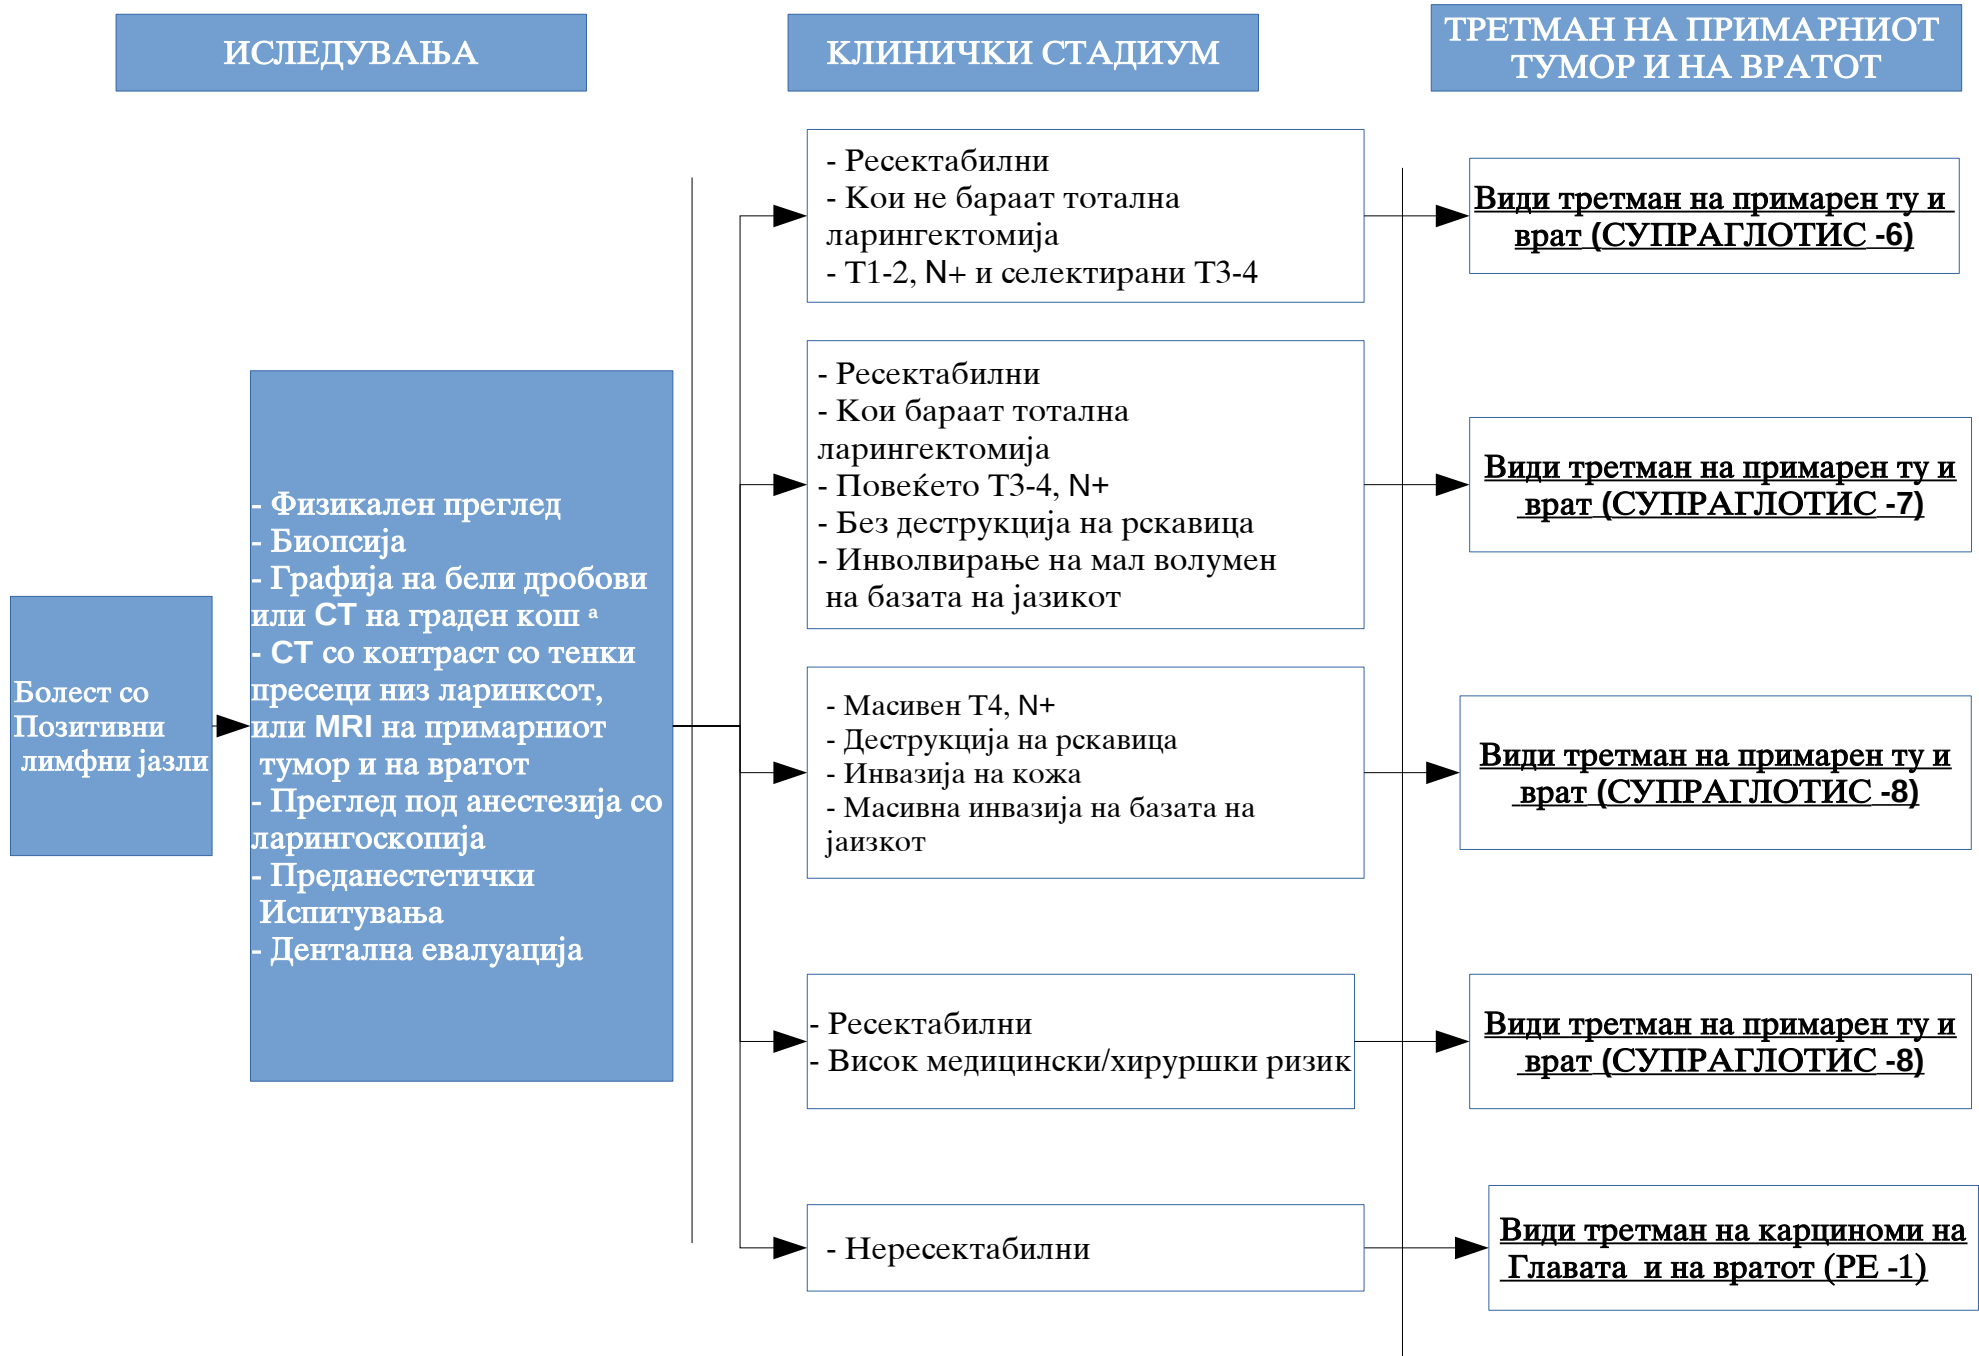 ИСЛЕДУВАЊА
КЛИНИЧКИ СТАДИУМ
ТРЕТМАН НА ПРИМАРНИОТ
ТУМОР И НА ВРАТОТ
Болест со
Позитивни
лимфни јазли
- Физикален преглед
- Биопсија
- Графија на бели дробови
или CT на граден кош ª
- CT со контраст со тенки
пресеци низ ларинксот,
или MRI на примарниот
тумор и на вратот
- Преглед под анестезија со
ларингоскопија
- Преданестетички
Испитувања
- Дентална евалуација
- Ресектабилни
- Кои не бараат тотална
ларингектомија
- Т1-2, N+ и селектирани Т3-4
Види третман на примарен ту и
врат (СУПРАГЛОТИС -6)
- Ресектабилни
- Кои бараат тотална
ларингектомија
- Повеќето Т3-4, N+
- Без деструкција на рскавица
- Инволвирање на мал волумен
на базата на јазикот
Види третман на примарен ту и
врат (СУПРАГЛОТИС -7)
- Масивен Т4, N+
- Деструкција на рскавица
- Инвазија на кожа
- Масивна инвазија на базата на
јаизкот
Види третман на примарен ту и
врат (СУПРАГЛОТИС -8)
- Ресектабилни
- Висок медицински/хируршки ризик
Види третман на примарен ту и
врат (СУПРАГЛОТИС -8)
- Нересектабилни
Види третман на карциноми на
Главата и на вратот (РЕ -1)